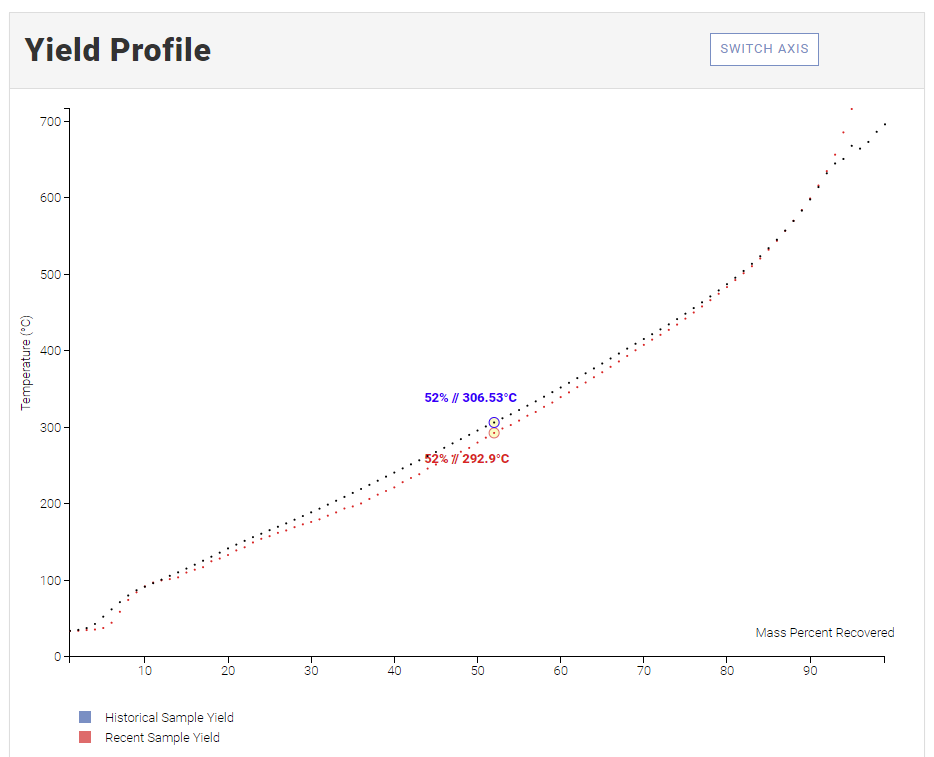 Yield Profile
SWITCH AXIS
700
600
500
400
300
200
100
0
Temperature (°C)
52% // 306.53°C
52% // 292.9°C
Mass Percent Recovered
10 20 30 40 50 60 70 80 90
Historical Sample Yield
Recent Sample Yield